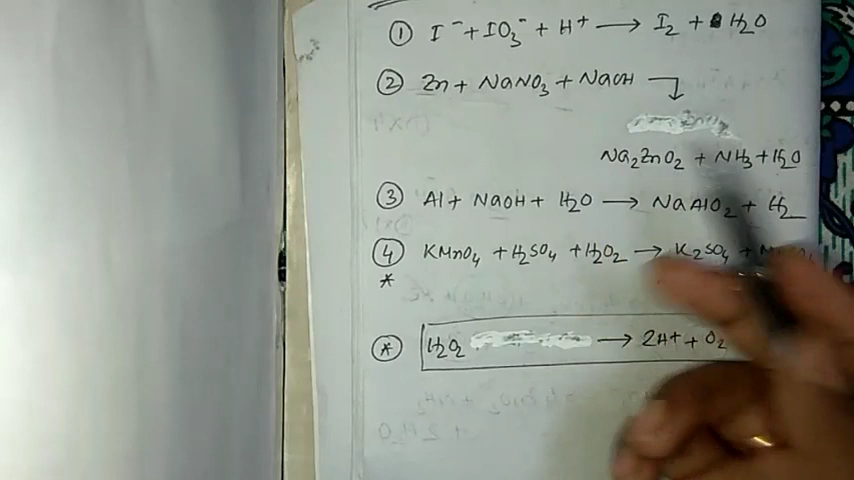 ① I⁻ + IO₃⁻ + H⁺ ⟶ I₂ + H₂O
② Zn + NaNO₃ + NaOH
Na₂ZnO₂ + NH₃ + H₂O
③ Al + NaOH + H₂O ⟶ NaAlO₂ + H₂
④ KMnO₄ + H₂SO₄ + H₂O₂ ⟶ K₂SO₄ +
*
⊛ H₂O₂ ⟶ 2H⁺ + O₂